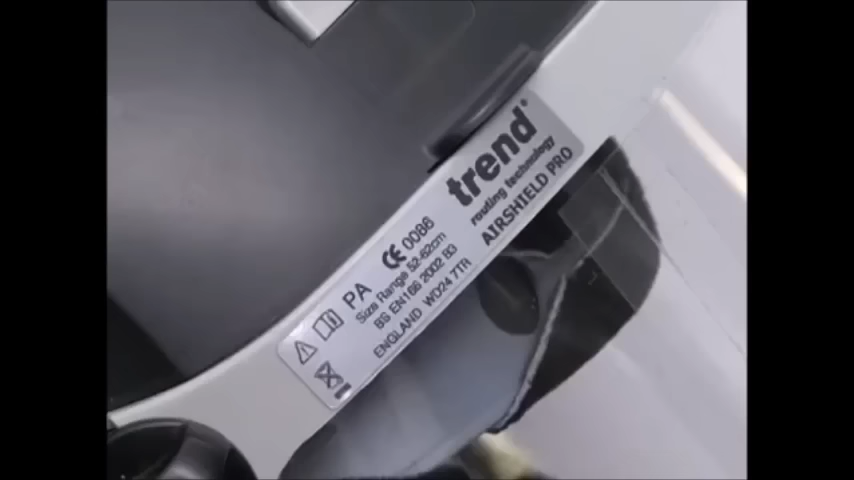 trend®
routing technology
AIRSHIELD PRO
CE 0086
PA
Size Range 52-62cm
BS EN166 2002 B3
ENGLAND WD24 7TR